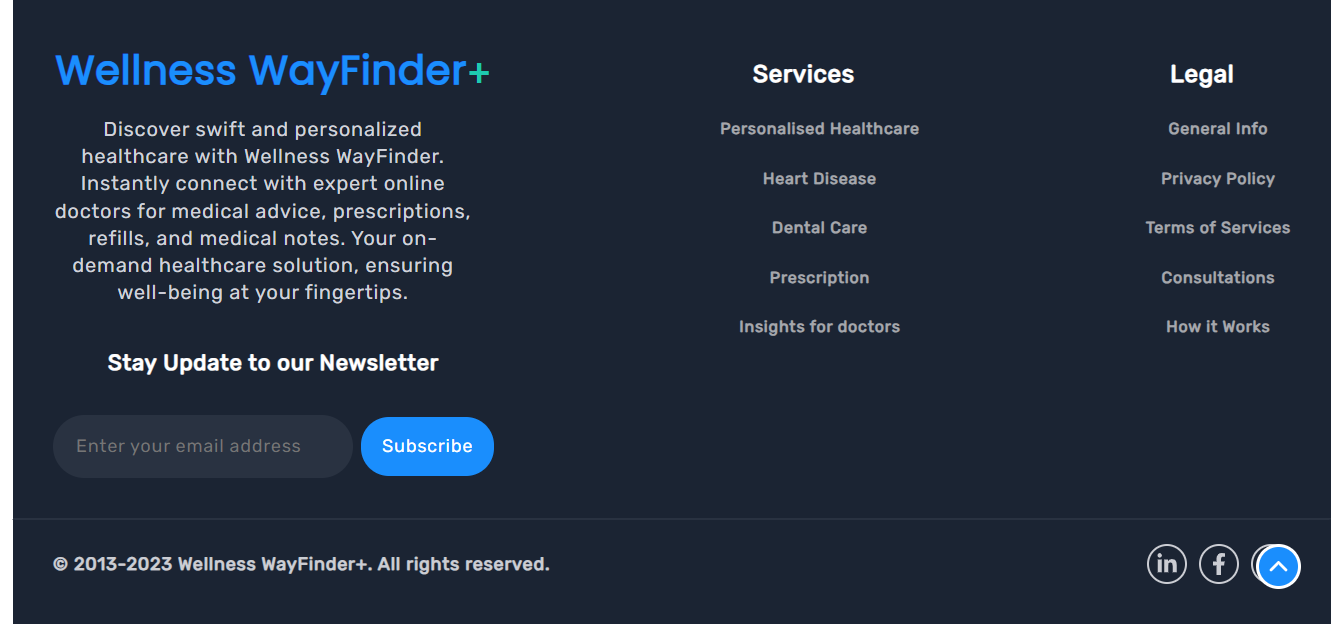 Wellness WayFinder+
Discover swift and personalized
healthcare with Wellness WayFinder.
Instantly connect with expert online
doctors for medical advice, prescriptions,
refills, and medical notes. Your on-
demand healthcare solution, ensuring
well-being at your fingertips.
Stay Update to our Newsletter
Enter your email address
Subscribe
Services
Personalised Healthcare
Heart Disease
Dental Care
Prescription
Insights for doctors
Legal
General Info
Privacy Policy
Terms of Services
Consultations
How it Works
© 2013-2023 Wellness WayFinder+. All rights reserved.
in
f